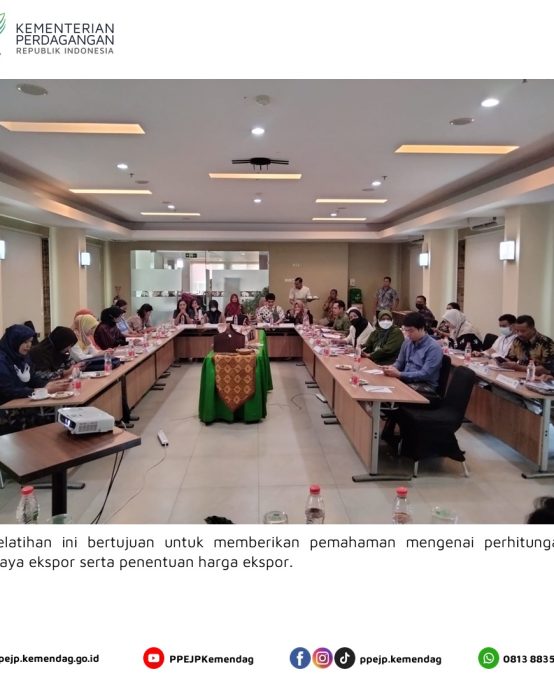 KEMENTERIAN
PERDAGANGAN
REPUBLIK INDONESIA
elatihan ini bertujuan untuk memberikan pemahaman mengenai perhitunga
aya ekspor serta penentuan harga ekspor.
pejp.kemendag.go.id PPEJPKemendag ppejp.kemendag 0813 8835